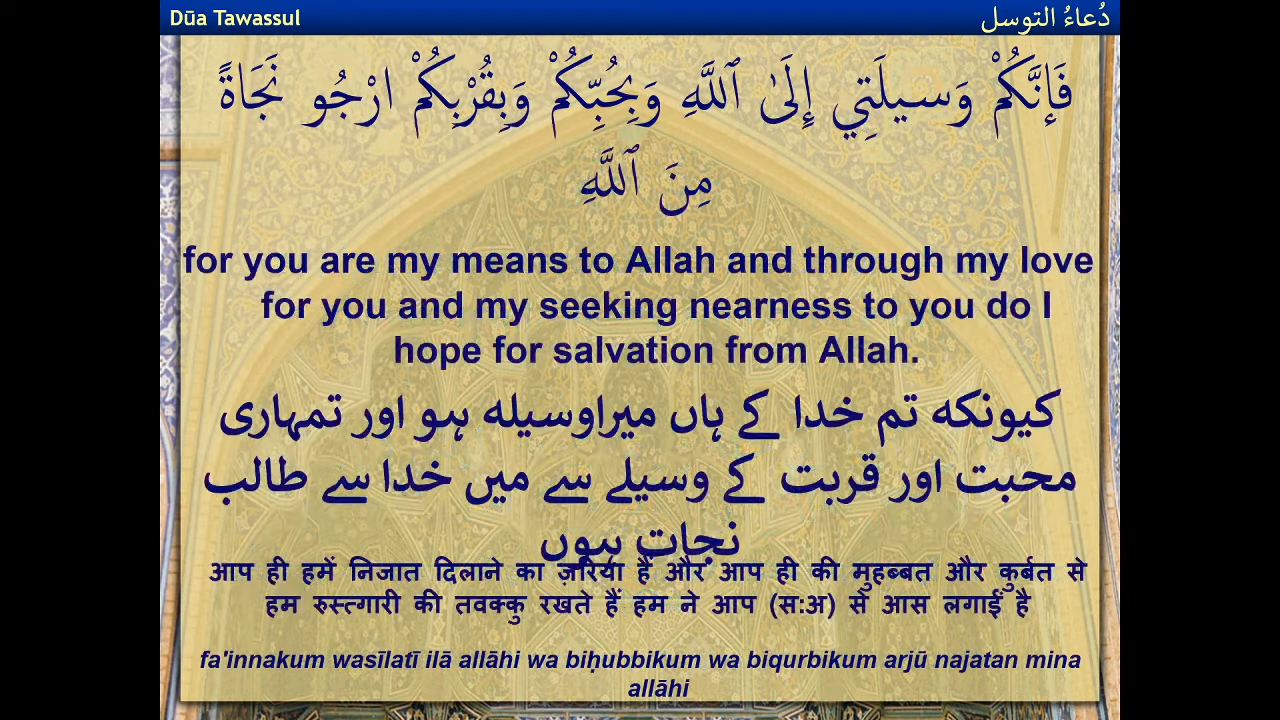 Dūa Tawassul
دُعاءُ التوسل
فَإِنَّكُمْ وَسيلَتِي إِلَىٰ ٱللَّهِ وَبِحُبِّكُمْ وَبِقُرْبِكُمْ ارْجُو نَجَاةً
مِنَ ٱللَّهِ
for you are my means to Allah and through my love
for you and my seeking nearness to you do I
hope for salvation from Allah.
کیونکه تم خدا کے ہاں میراوسیله ہو اور تمہاری
محبت اور قربت کے وسیلے سے میں خدا سے طالب
نجات ہوں
आप ही हमें निजात दिलाने का ज़रिया हैं और आप ही की मुहब्बत और कुर्बत से
हम रुस्त्गारी की तवक्कु रखते हैं हम ने आप (स:अ) से आस लगाई है
fa'innakum wasīlatī ilā allāhi wa biḥubbikum wa biqurbikum arjū najatan mina
allāhi